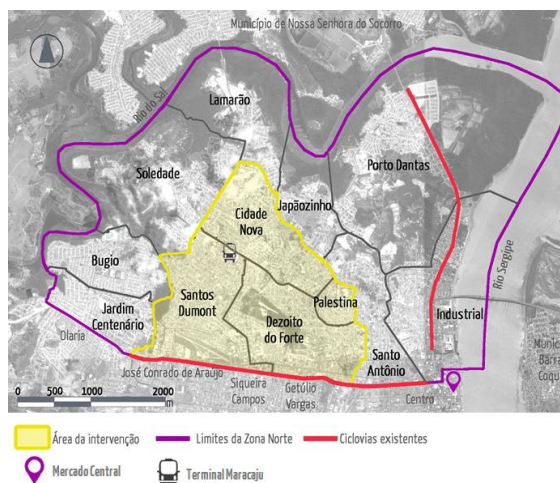 Município de Nossa Senhora do Socorro
Rio do Sal
Lamarão
Porto Dantas
Soledade
Japãozinho
Cidade
Nova
Bugio
Rio Sergipe
Santos
Dumont
Palestina
Jardim
Centenário
Dezoito
do Forte
Industrial
Olaria
Municí
Barra
Coqu
Santo
Antônio
José Conrado de Araújo
Siqueira
Campos
Getúlio
Vargas
Centro
0 500 1000 2000
m
Área da intervenção
Limites da Zona Norte
Ciclovias existentes
Mercado Central
Terminal Maracaju